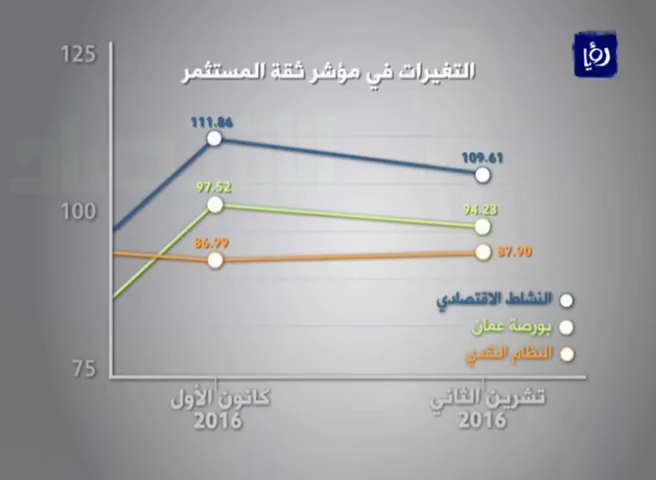 رؤيا
التغيرات في مؤشر ثقة المستثمر
125
100
75
111.86
109.61
97.52
94.23
86.99
87.90
النشاط الاقتصادي
بورصة عمان
النظام النقدي
تشرين الثاني
2016
كانون الأول
2016